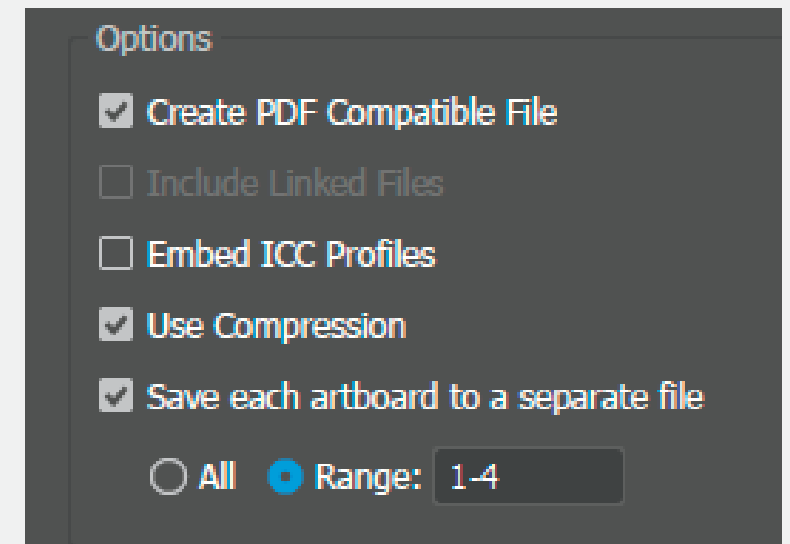 Options
Create PDF Compatible File
Include Linked Files
Embed ICC Profiles
Use Compression
Save each artboard to a separate file
All Range: 1-4